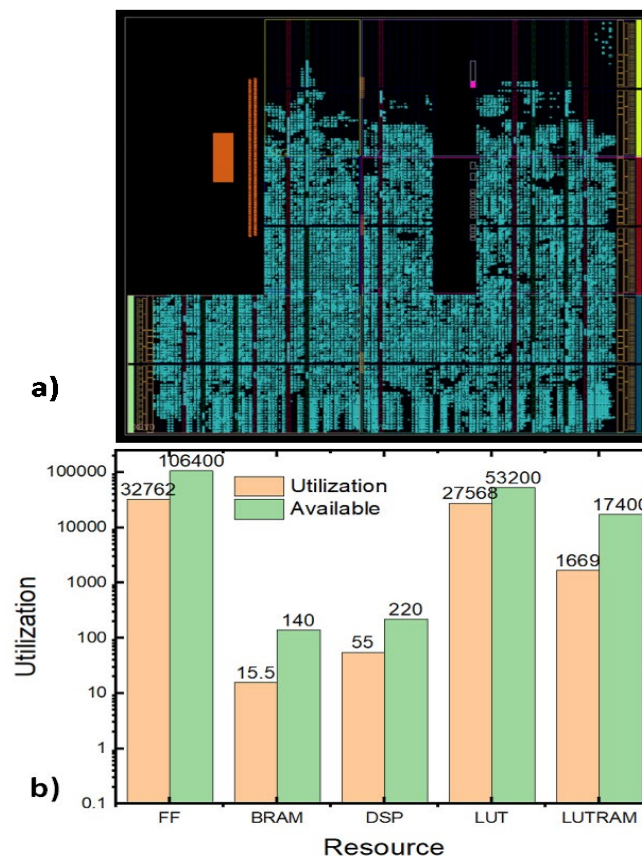 a)
100000
10000
1000
100
10
1
0.1
Utilization
32762
106400
15.5
140
55
220
27568
53200
1669
17400
Utilization
Available
FF
BRAM
DSP
LUT
LUTRAM
Resource
b)